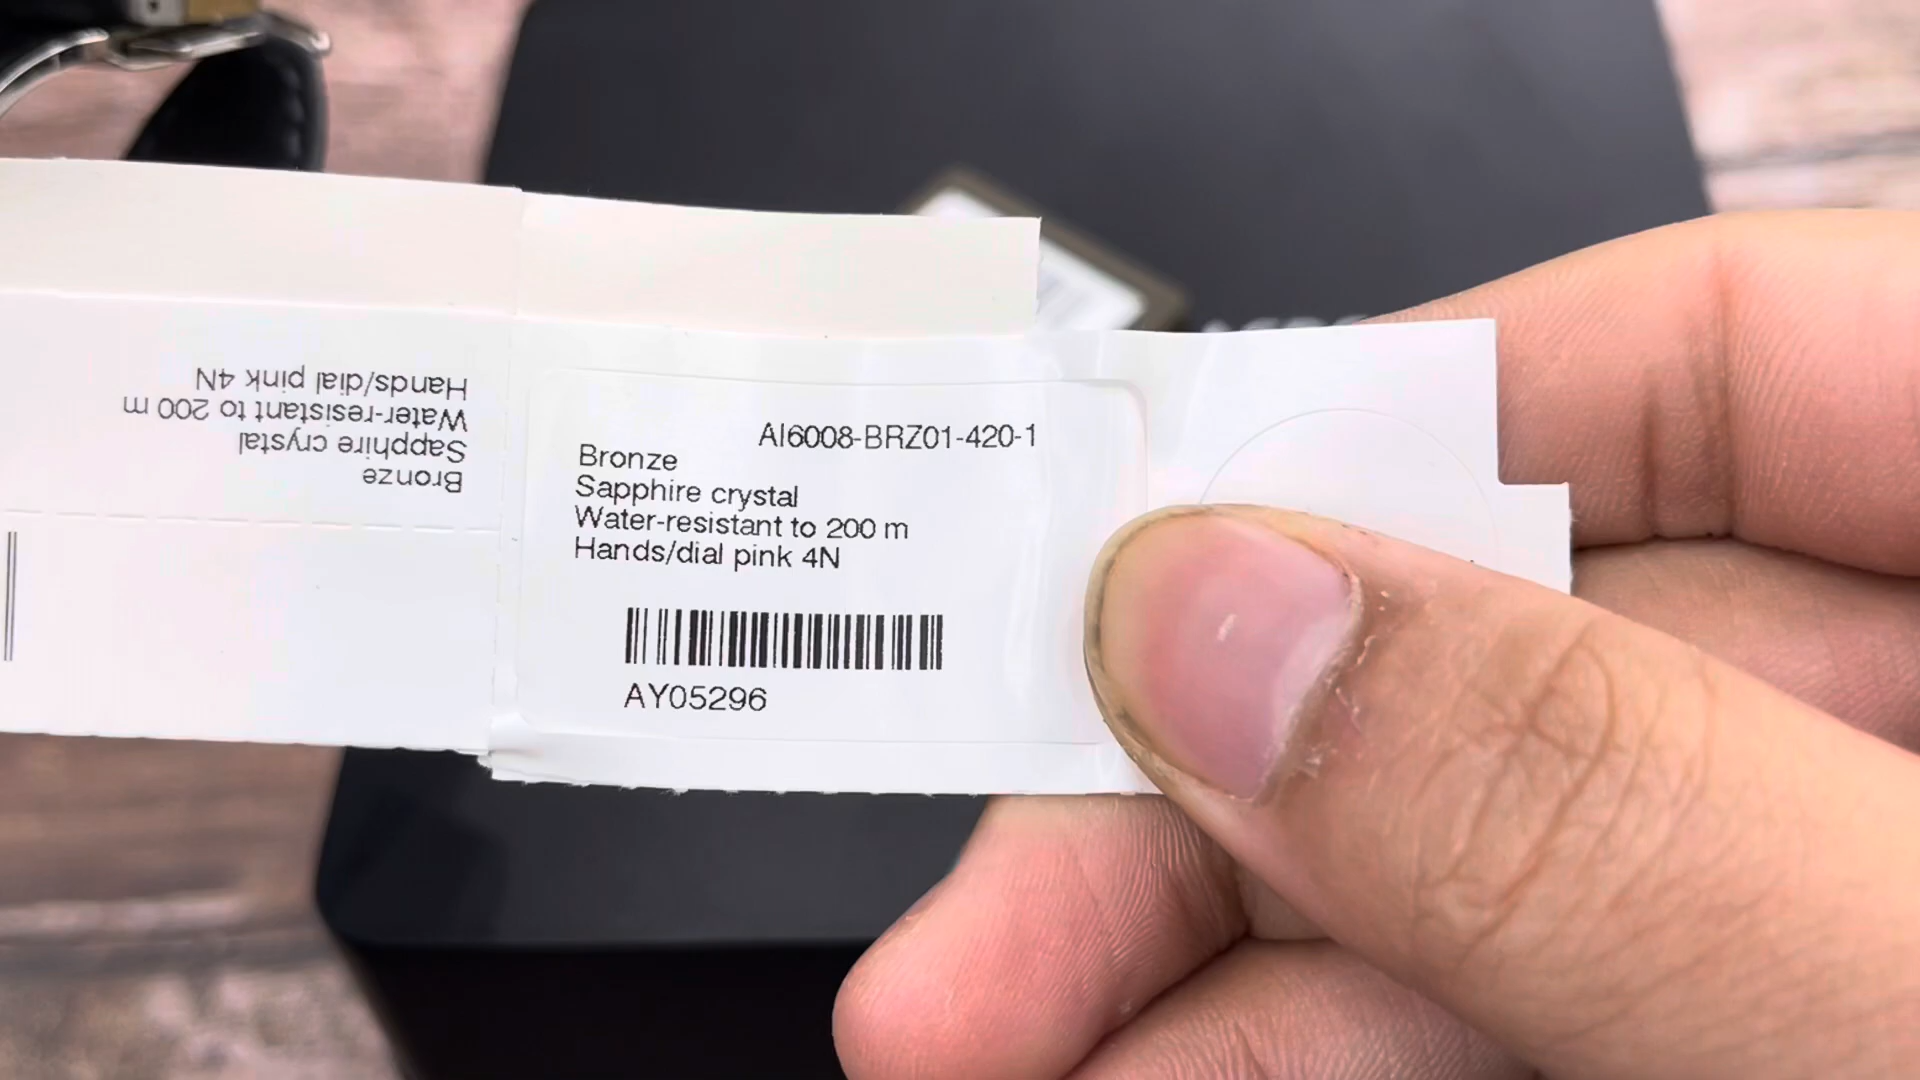 Hands/dial pink 4N
Water-resistant to 200 m
Sapphire crystal
Bronze
AI6008-BRZ01-420-1
Bronze
Sapphire crystal
Water-resistant to 200 m
Hands/dial pink 4N
AY05296